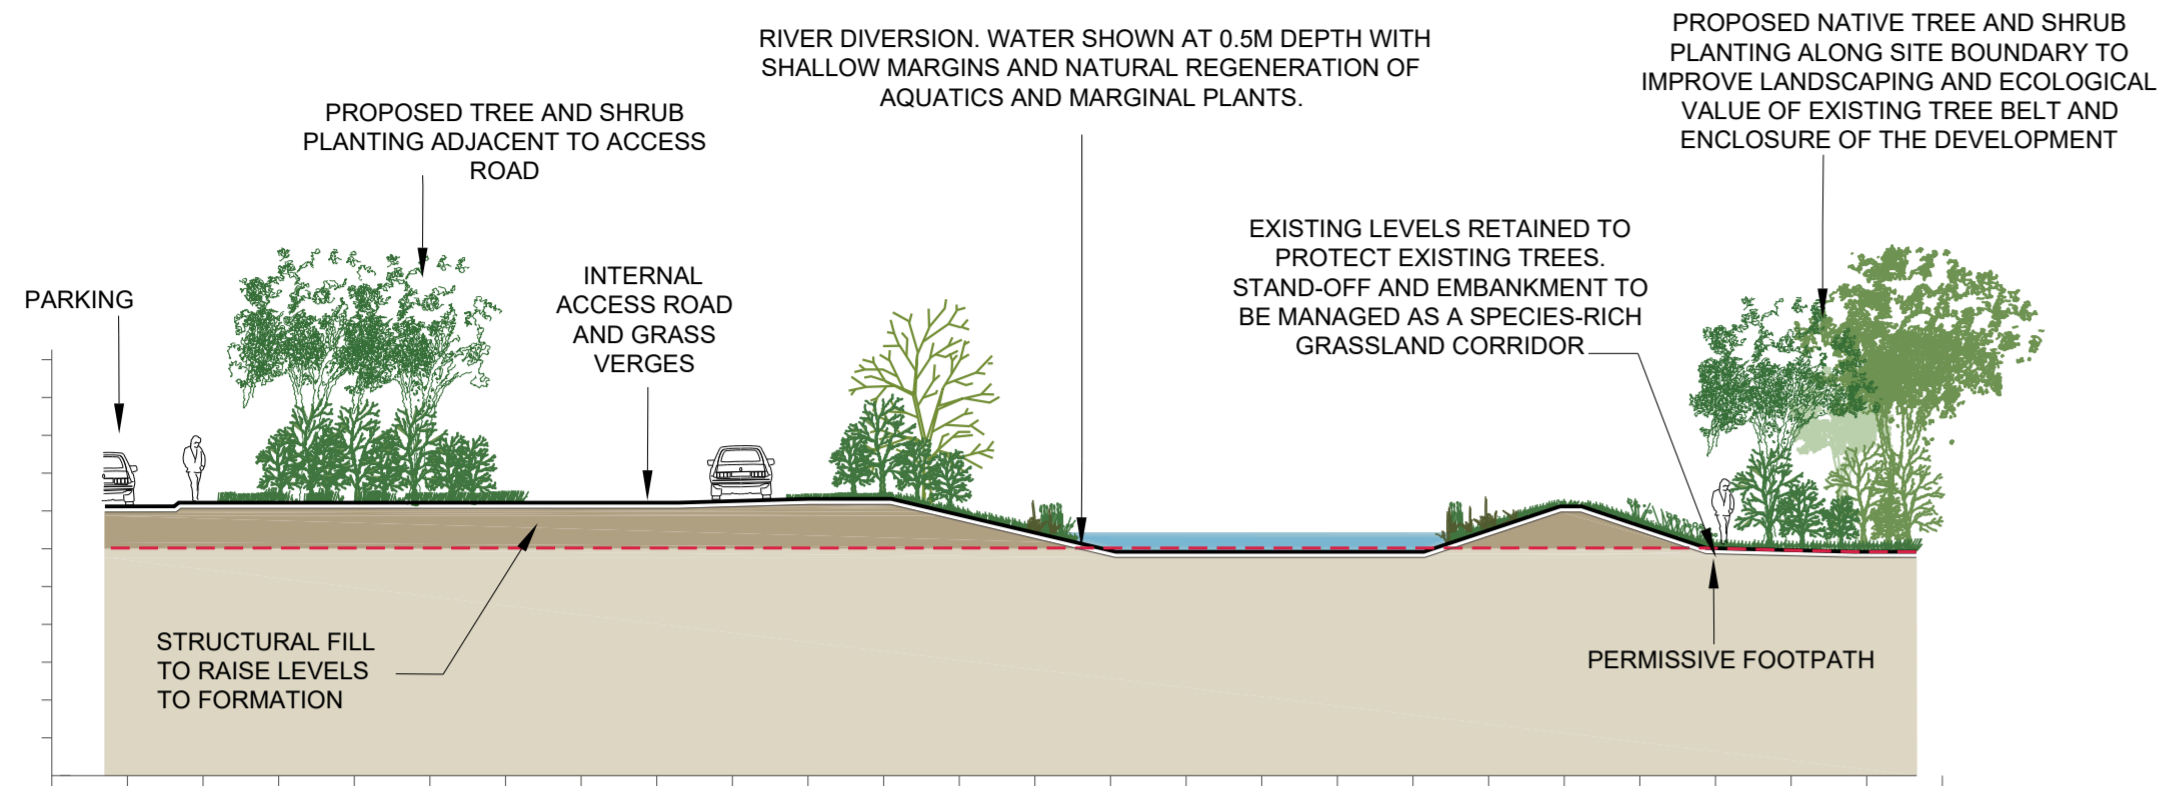 RIVER DIVERSION. WATER SHOWN AT 0.5M DEPTH WITH
SHALLOW MARGINS AND NATURAL REGENERATION OF
AQUATICS AND MARGINAL PLANTS.
PROPOSED NATIVE TREE AND SHRUB
PLANTING ALONG SITE BOUNDARY TO
IMPROVE LANDSCAPING AND ECOLOGICAL
VALUE OF EXISTING TREE BELT AND
ENCLOSURE OF THE DEVELOPMENT
PROPOSED TREE AND SHRUB
PLANTING ADJACENT TO ACCESS
ROAD
EXISTING LEVELS RETAINED TO
PROTECT EXISTING TREES.
STAND-OFF AND EMBANKMENT TO
BE MANAGED AS A SPECIES-RICH
GRASSLAND CORRIDOR
PARKING
INTERNAL
ACCESS ROAD
AND GRASS
VERGES
STRUCTURAL FILL
TO RAISE LEVELS
TO FORMATION
PERMISSIVE FOOTPATH